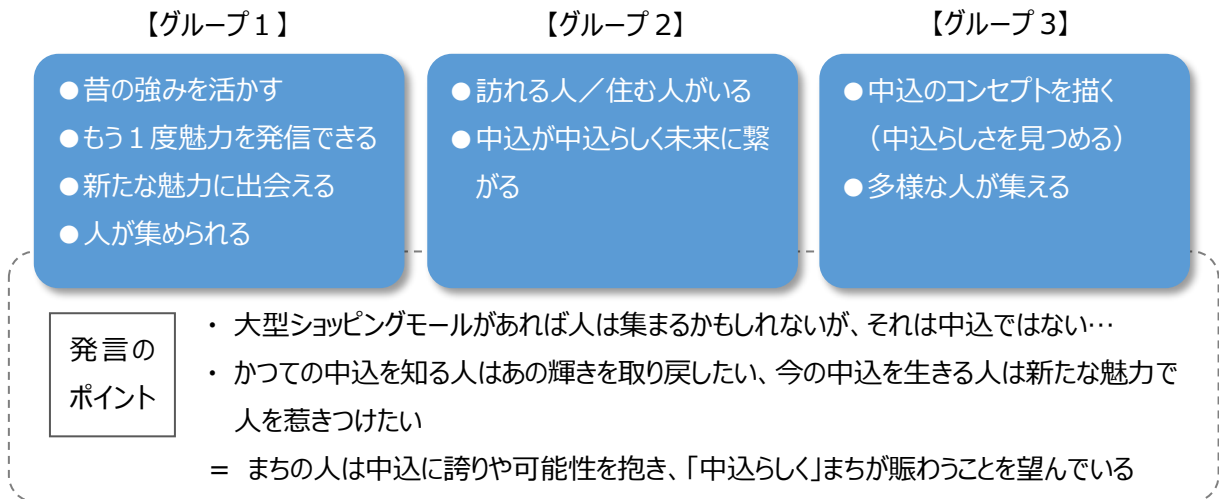 【グループ1】
●昔の強みを活かす
●もう1度魅力を発信できる
●新たな魅力に出会える
●人が集められる
【グループ2】
●訪れる人／住む人がいる
●中込が中込らしく未来に繋
がる
【グループ3】
●中込のコンセプトを描く
（中込らしさを見つめる）
●多様な人が集える
発言の
ポイント
・ 大型ショッピングモールがあれば人は集まるかもしれないが、それは中込ではない…
・ かつての中込を知る人はあの輝きを取り戻したい、今の中込を生きる人は新たな魅力で
人を惹きつけたい
= まちの人は中込に誇りや可能性を抱き、「中込らしく」まちが賑わうことを望んでいる